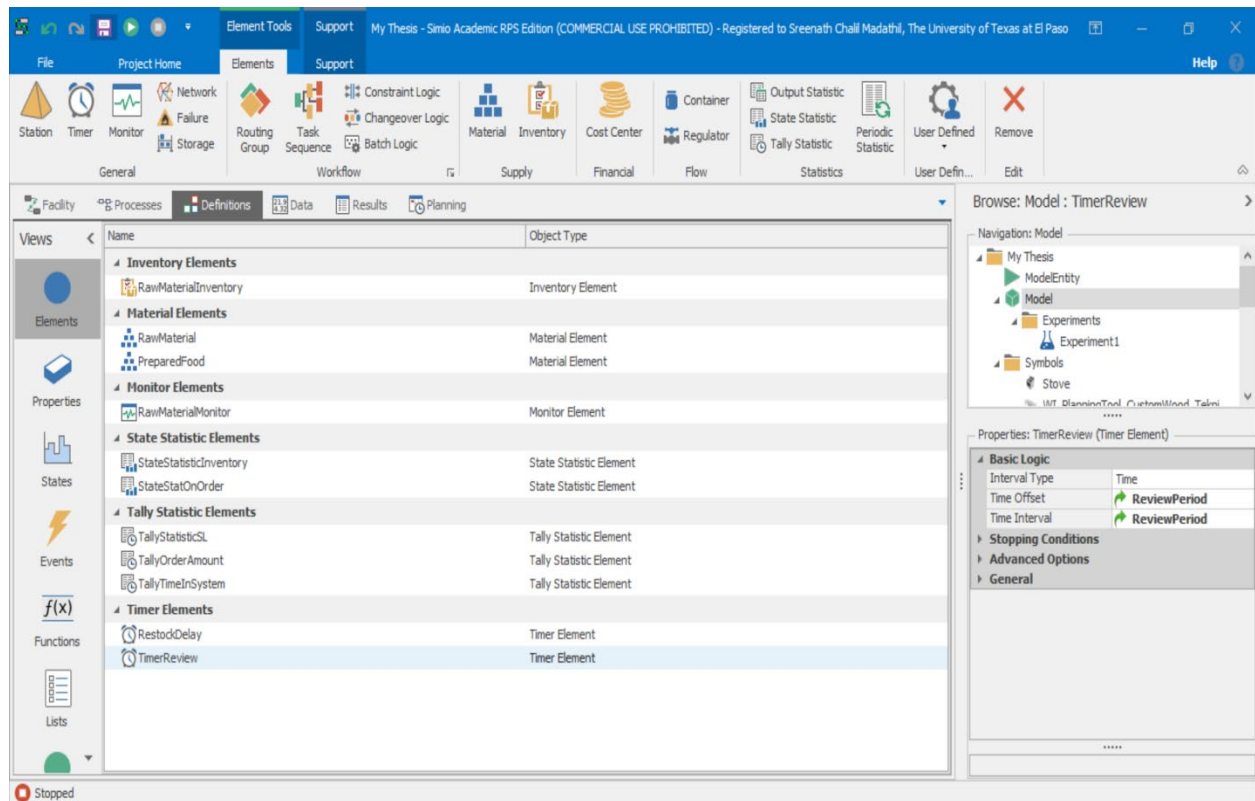 Element Tools Support My Thesis - Simio Academic RPS Edition (COMMERCIAL USE PROHIBITED) - Registered to Sreenath Chalil Madathil, The University of Texas at El Paso
File Project Home Elements Support Help
Station Timer Monitor Network Failure Storage
Routing Group Task Sequence Constraint Logic Changeover Logic Batch Logic
Material Inventory Cost Center Container Regulator
Output Statistic State Statistic Tally Statistic Periodic Statistic
User Defined Remove
General Workflow Supply Financial Flow Statistics User Defin... Edit
Facility Processes Definitions Data Results Planning
Views
Elements
Properties
States
Events
f(x)
Functions
Lists
Name Object Type
Inventory Elements
RawMaterialInventory Inventory Element
Material Elements
RawMaterial Material Element
PreparedFood Material Element
Monitor Elements
RawMaterialMonitor Monitor Element
State Statistic Elements
StateStatisticInventory State Statistic Element
StateStatOnOrder State Statistic Element
Tally Statistic Elements
TallyStatisticSL Tally Statistic Element
TallyOrderAmount Tally Statistic Element
TallyTimeInSystem Tally Statistic Element
Timer Elements
RestockDelay Timer Element
TimerReview Timer Element
Browse: Model : TimerReview
Navigation: Model
My Thesis
ModelEntity
Model
Experiments
Experiment1
Symbols
Stove
Properties: TimerReview (Timer Element)
Basic Logic
Interval Type Time
Time Offset ReviewPeriod
Time Interval ReviewPeriod
Stopping Conditions
Advanced Options
General
Stopped